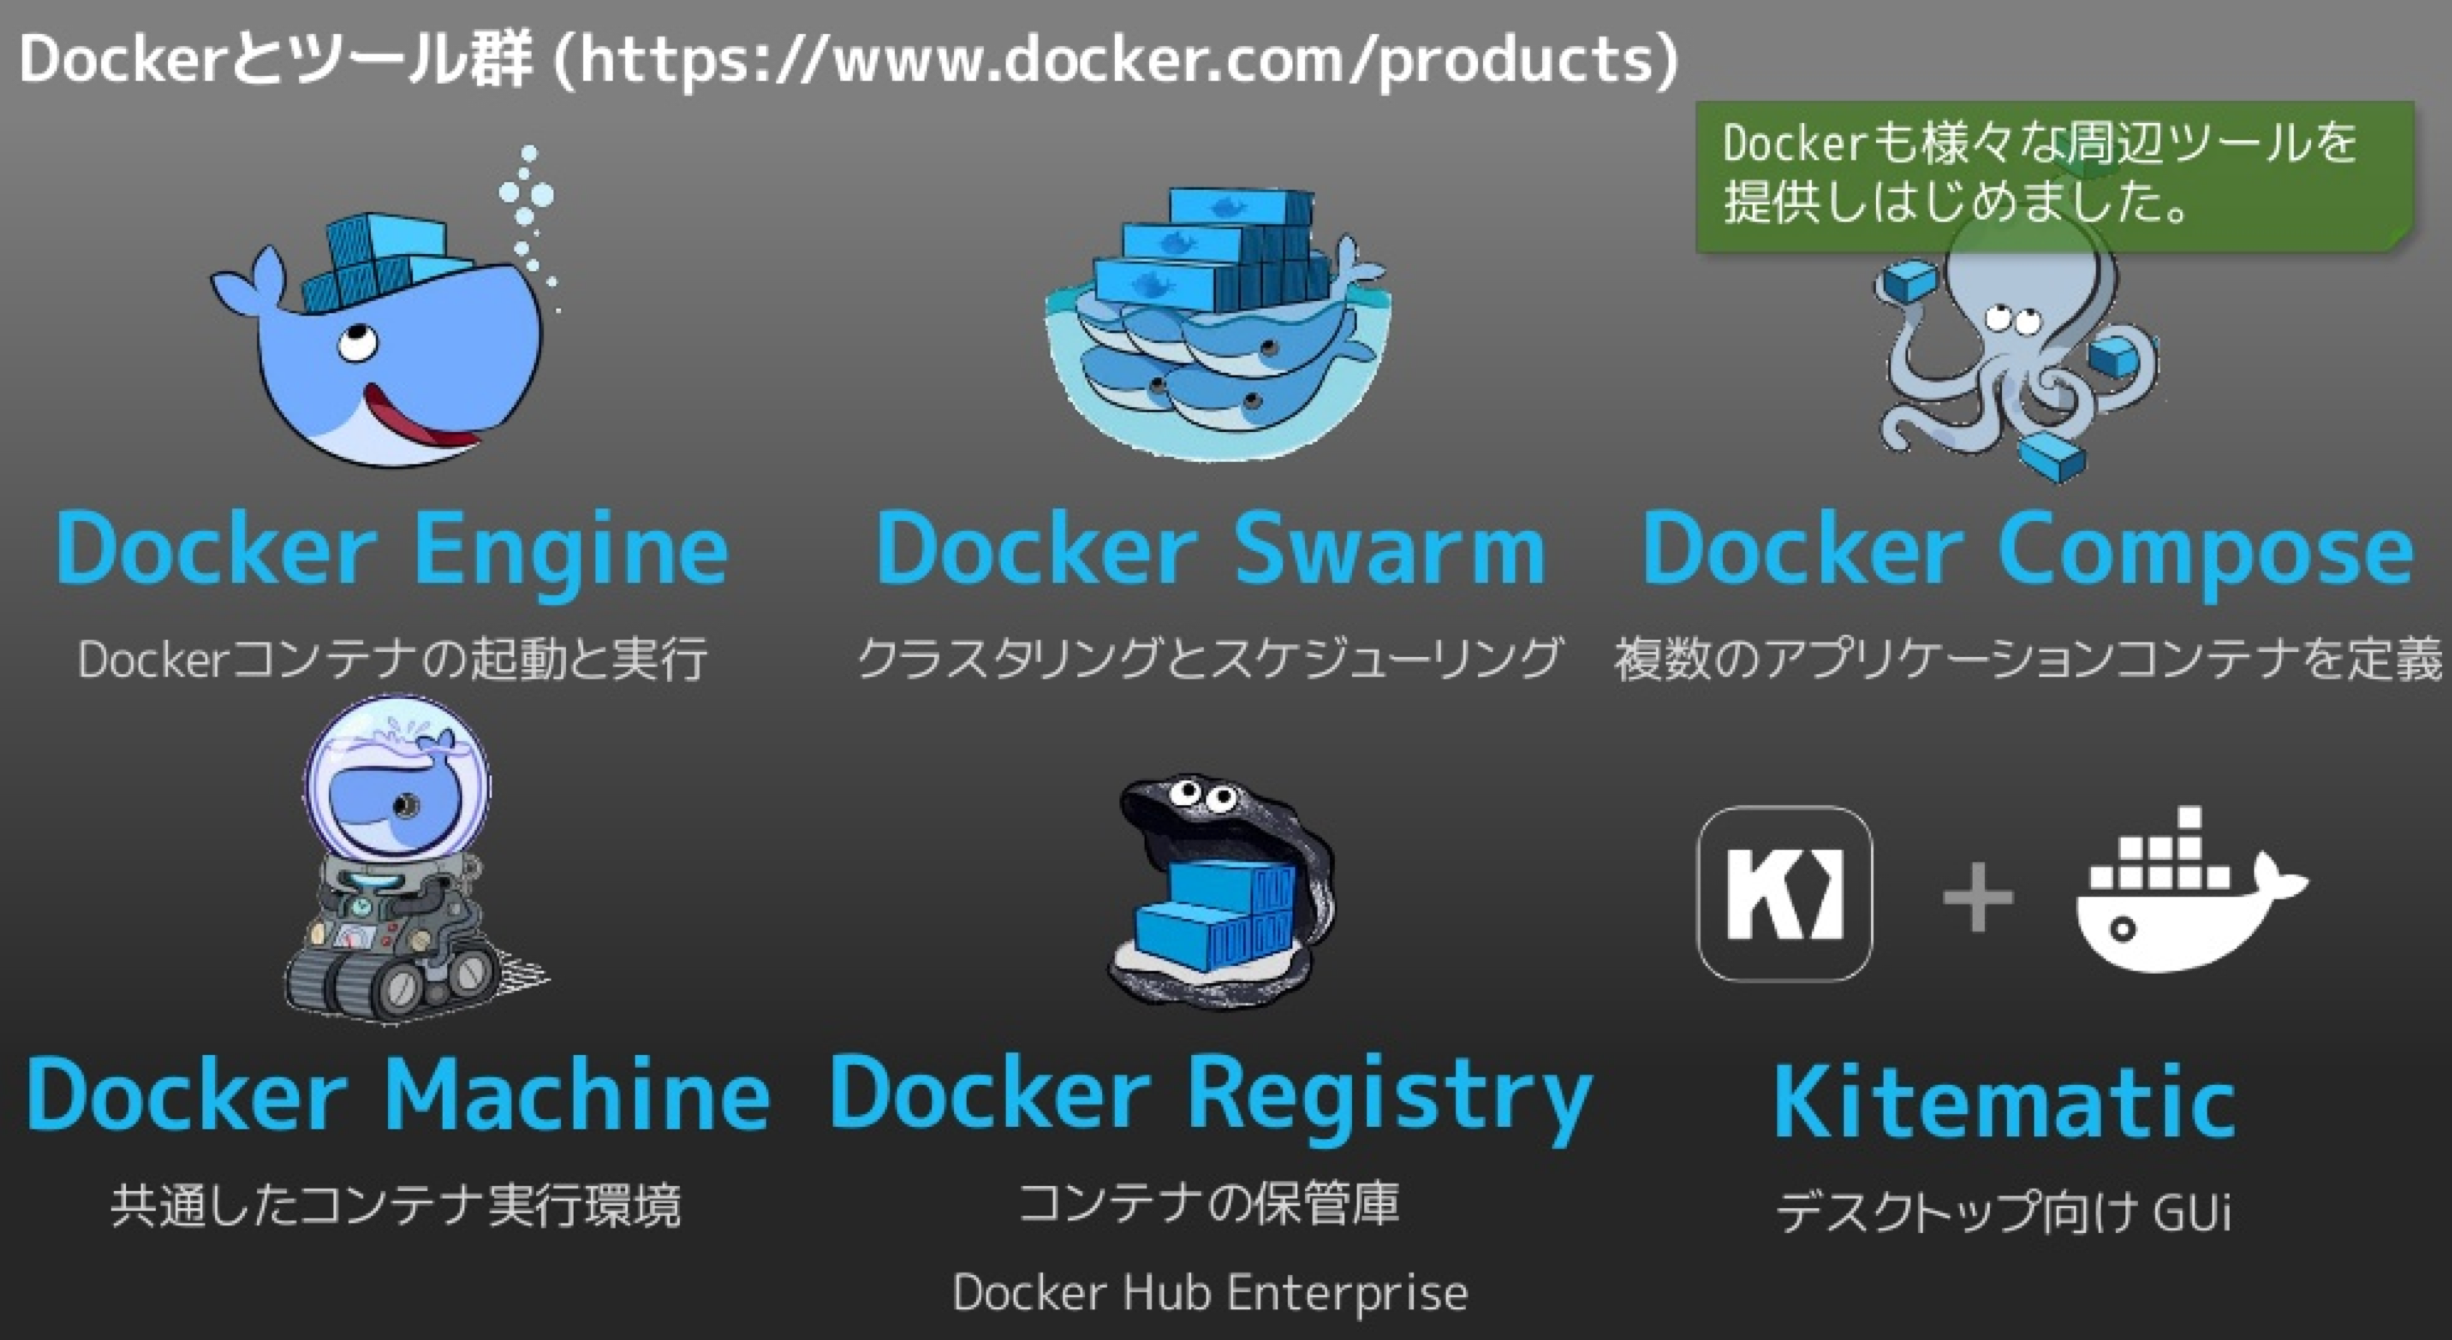 Dockerとツール群 (https://www.docker.com/products)
Dockerも様々な周辺ツールを
提供しはじめました。
Docker Engine
Dockerコンテナの起動と実行
Docker Swarm
クラスタリングとスケジューリング
Docker Compose
複数のアプリケーションコンテナを定義
Docker Machine
共通したコンテナ実行環境
Docker Registry
コンテナの保管庫
Docker Hub Enterprise
K
+
Kitematic
デスクトップ向け GUi